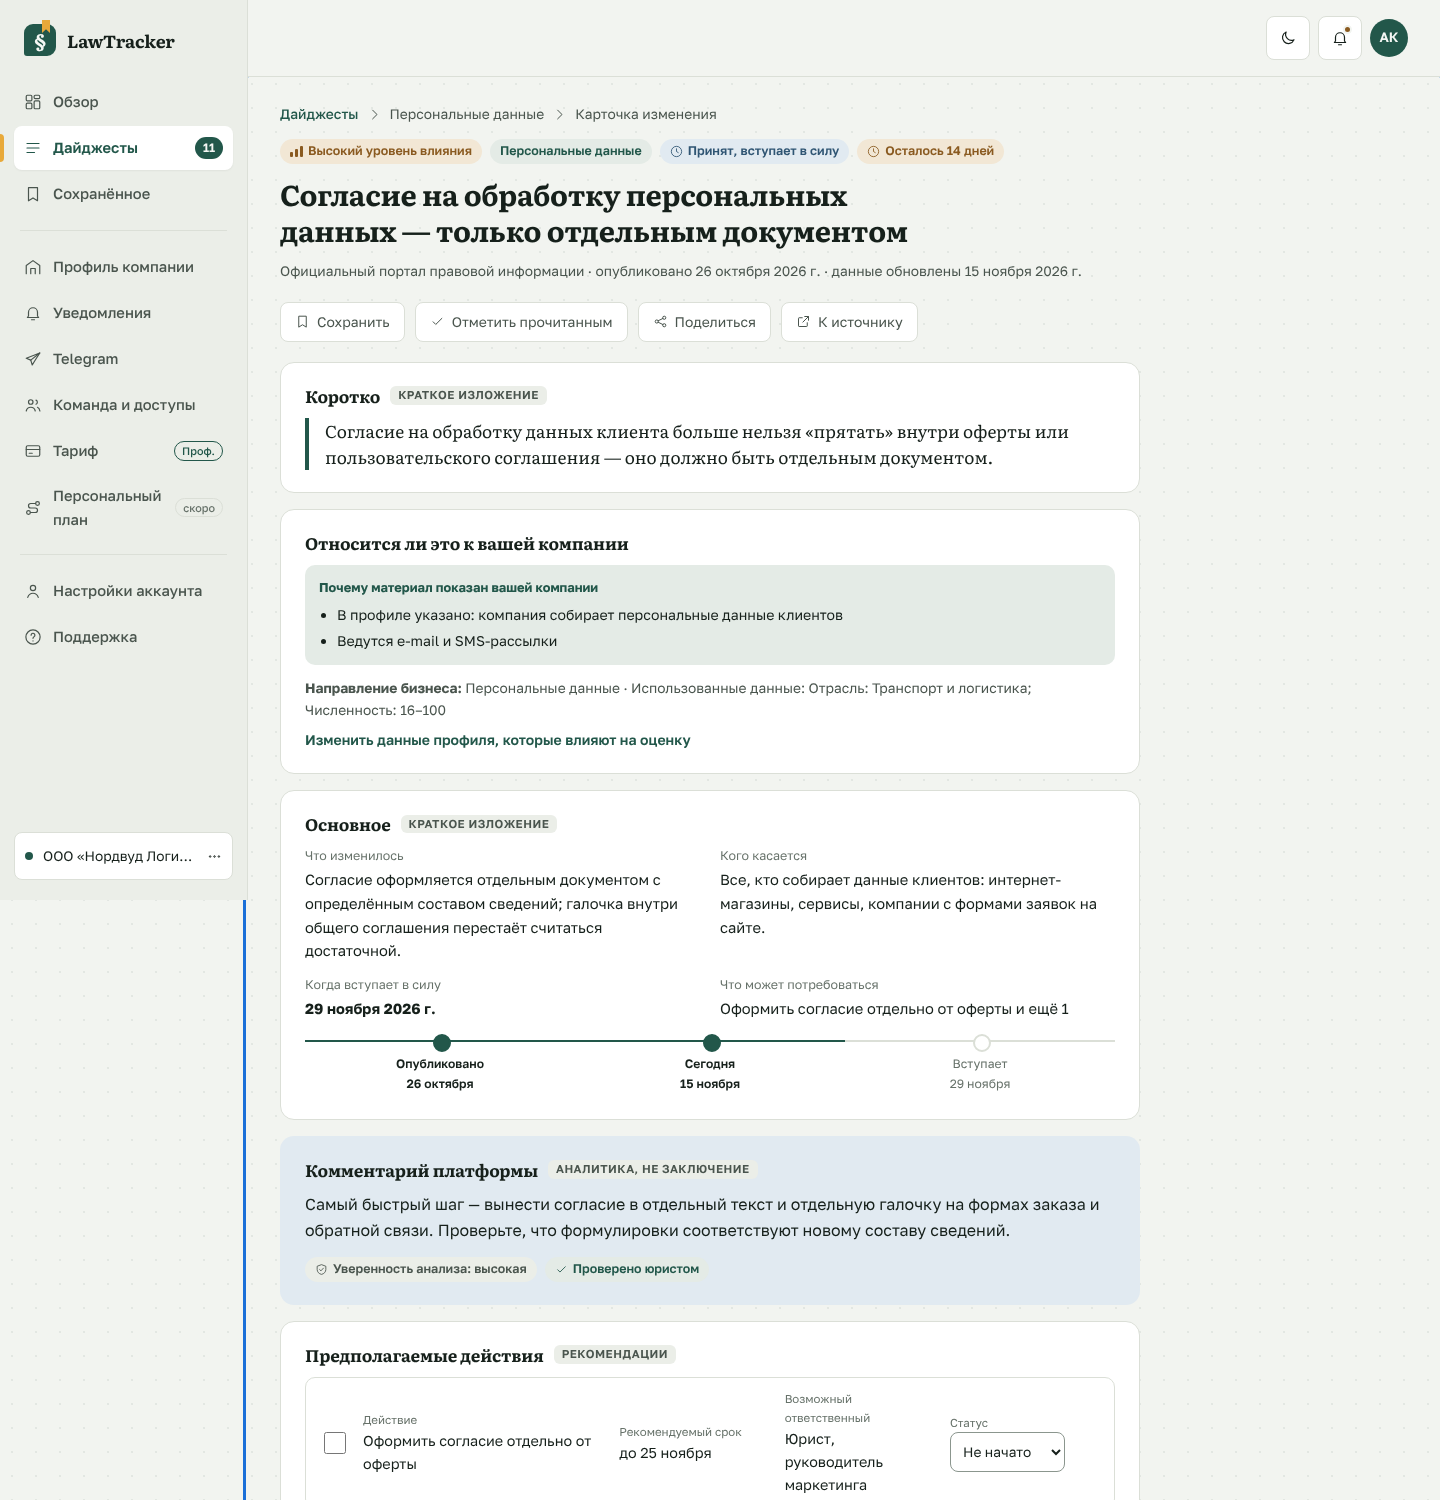 § LawTracker
Обзор
Дайджесты 11
Сохранённое
Профиль компании
Уведомления
Telegram
Команда и доступы
Тариф Проф.
Персональный
план
скоро
Настройки аккаунта
Поддержка
ООО «Нордвуд Логи... ···
АК
Дайджесты > Персональные данные > Карточка изменения
Высокий уровень влияния Персональные данные Принят, вступает в силу Осталось 14 дней
Согласие на обработку персональных
данных — только отдельным документом
Официальный портал правовой информации · опубликовано 26 октября 2026 г. · данные обновлены 15 ноября 2026 г.
Сохранить Отметить прочитанным Поделиться К источнику
Коротко КРАТКОЕ ИЗЛОЖЕНИЕ
Согласие на обработку данных клиента больше нельзя «прятать» внутри оферты или
пользовательского соглашения — оно должно быть отдельным документом.
Относится ли это к вашей компании
Почему материал показан вашей компании
• В профиле указано: компания собирает персональные данные клиентов
• Ведутся e-mail и SMS-рассылки
Направление бизнеса: Персональные данные · Использованные данные: Отрасль: Транспорт и логистика;
Численность: 16–100
Изменить данные профиля, которые влияют на оценку
Основное КРАТКОЕ ИЗЛОЖЕНИЕ
Что изменилось
Согласие оформляется отдельным документом с
определённым составом сведений; галочка внутри
общего соглашения перестаёт считаться
достаточной.
Кого касается
Все, кто собирает данные клиентов: интернет-
магазины, сервисы, компании с формами заявок на
сайте.
Когда вступает в силу
29 ноября 2026 г.
Что может потребоваться
Оформить согласие отдельно от оферты и ещё 1
Опубликовано
26 октября
Сегодня
15 ноября
Вступает
29 ноября
Комментарий платформы АНАЛИТИКА, НЕ ЗАКЛЮЧЕНИЕ
Самый быстрый шаг — вынести согласие в отдельный текст и отдельную галочку на формах заказа и
обратной связи. Проверьте, что формулировки соответствуют новому составу сведений.
Уверенность анализа: высокая Проверено юристом
Предполагаемые действия РЕКОМЕНДАЦИИ
Действие
Оформить согласие отдельно от
оферты
Рекомендуемый срок
до 25 ноября
Возможный
ответственный
Юрист,
руководитель
маркетинга
Статус
Не начато